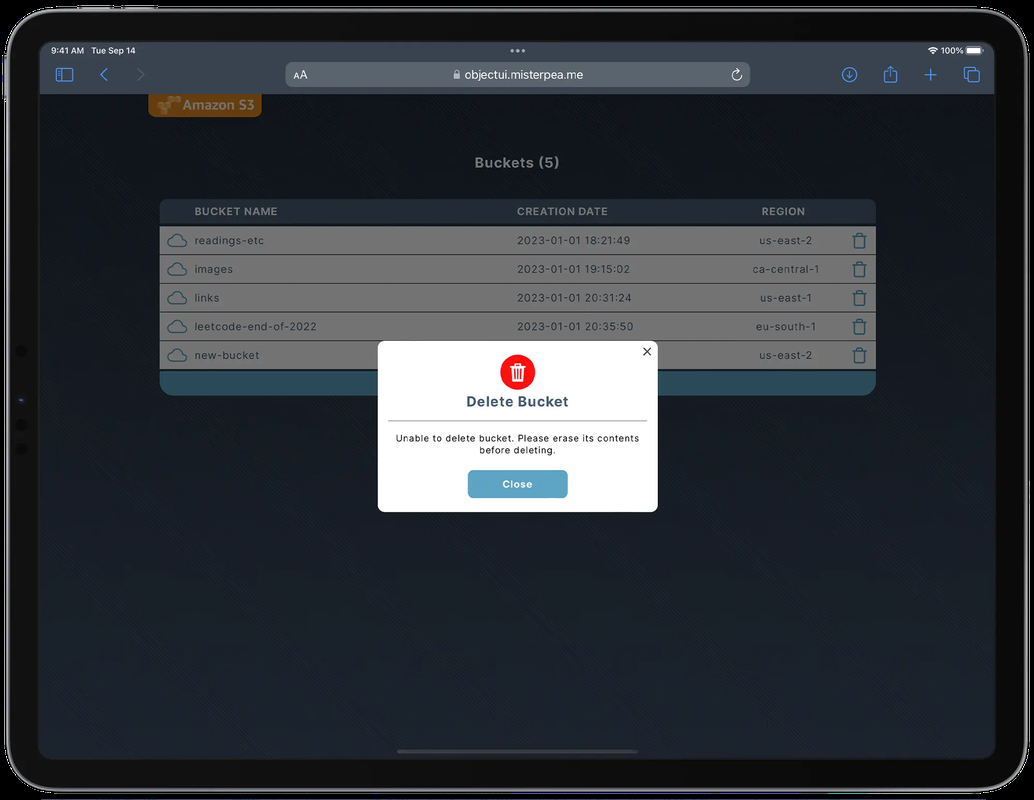 9:41 AM Tue Sep 14
100%
AA
objectui.misterpea.me
Amazon S3
Buckets (5)
BUCKET NAME CREATION DATE REGION
readings-etc 2023-01-01 18:21:49 us-east-2
images 2023-01-01 19:15:02 ca-central-1
links 2023-01-01 20:31:24 us-east-1
leetcode-end-of-2022 2023-01-01 20:35:50 eu-south-1
new-bucket us-east-2
Delete Bucket
Unable to delete bucket. Please erase its contents
before deleting.
Close